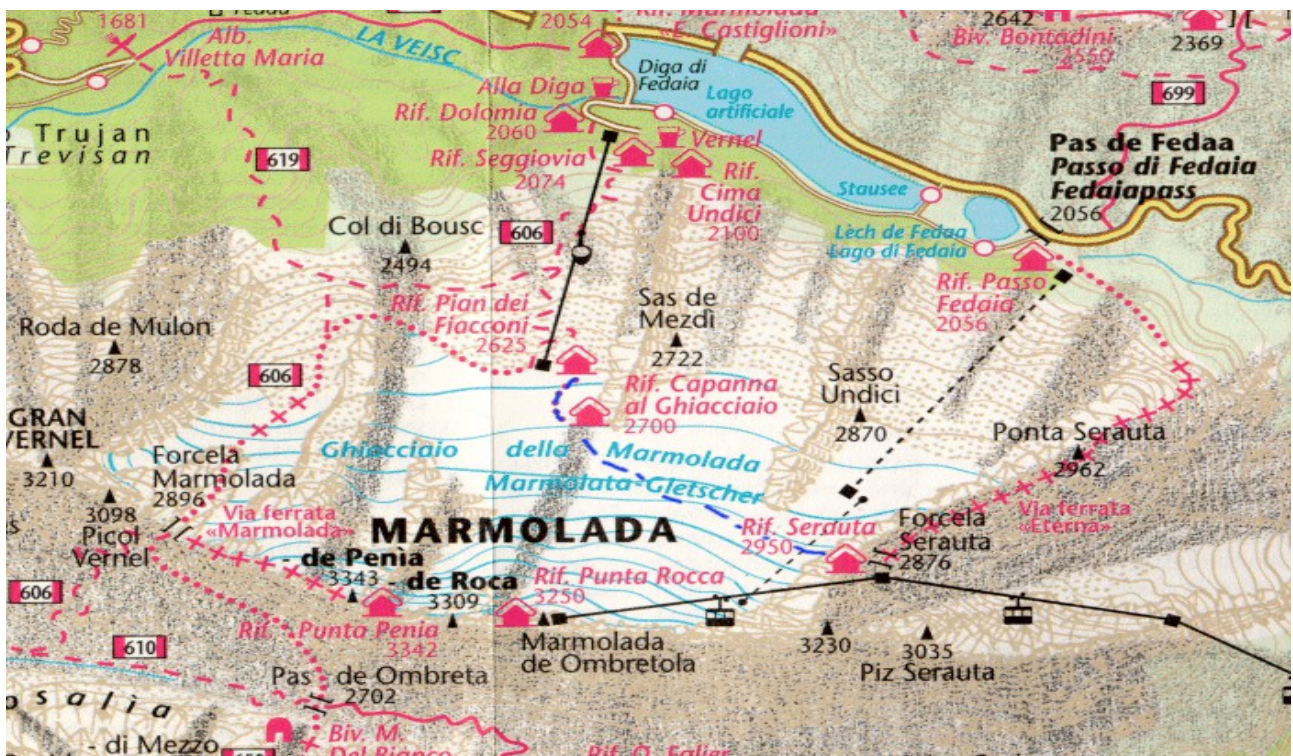 1681
Alb.
Villetta Maria
LA VEISC
2054
Rif. Marmolada
«E. Castiglioni»
2642
Biv. Bontadini
2550
2369
699
Diga di
Fedaia
Lago
artificiale
Alla Diga
Rif. Dolomia
2060
Vernel
Rif. Seggiovia
2074
Rif.
Cima
Undici
2100
Trujan
Trevisan
619
Pas de Fedaa
Passo di Fedaia
Fedaiapass
2056
Stausee
Lèch de Fedaa
Lago di Fedaia
Col di Bousc
2494
606
Rif. Passo
Fedaia
2056
Rif. Pian dei
Fiacconi
2625
Sas de
Mezdì
2722
Roda de Mulon
2878
606
Rif. Capanna
al Ghiacciaio
2700
Sasso
Undici
2870
GRAN
VERNEL
3210
Ponta Serauta
2962
Forcela
Marmolada
2896
Ghiacciaio della Marmolada
Marmolata-Gletscher
3098
Picol
Vernel
Via ferrata
«Marmolada»
MARMOLADA
Rif. Serauta
2950
Forcela
Serauta
2876
Via ferrata
«Eterna»
- de Penìa
3343
- de Roca
3309
Rif. Punta Rocca
3250
606
Rif. Punta Penia
3342
Marmolada
de Ombretola
3230
3035
Piz Serauta
610
Pas de Ombreta
2702
o s a l ì a
- di Mezzo
Biv. M.
Del Bianco
Rif. O. Falier